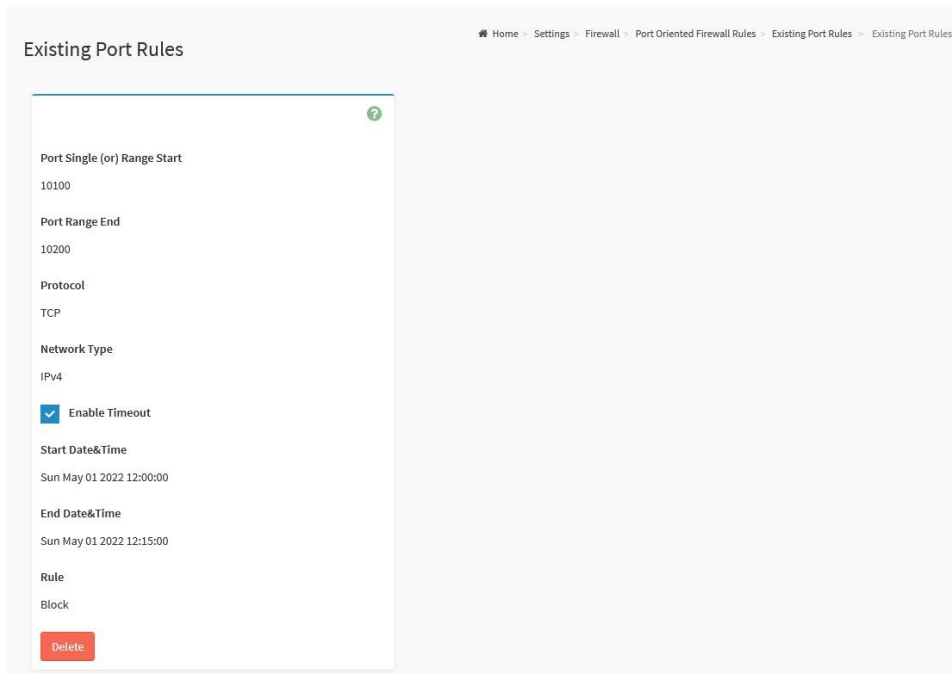 Existing Port Rules
Home > Settings > Firewall > Port Oriented Firewall Rules > Existing Port Rules > Existing Port Rules
?
Port Single (or) Range Start
10100
Port Range End
10200
Protocol
TCP
Network Type
IPv4
Enable Timeout
Start Date&Time
Sun May 01 2022 12:00:00
End Date&Time
Sun May 01 2022 12:15:00
Rule
Block
Delete